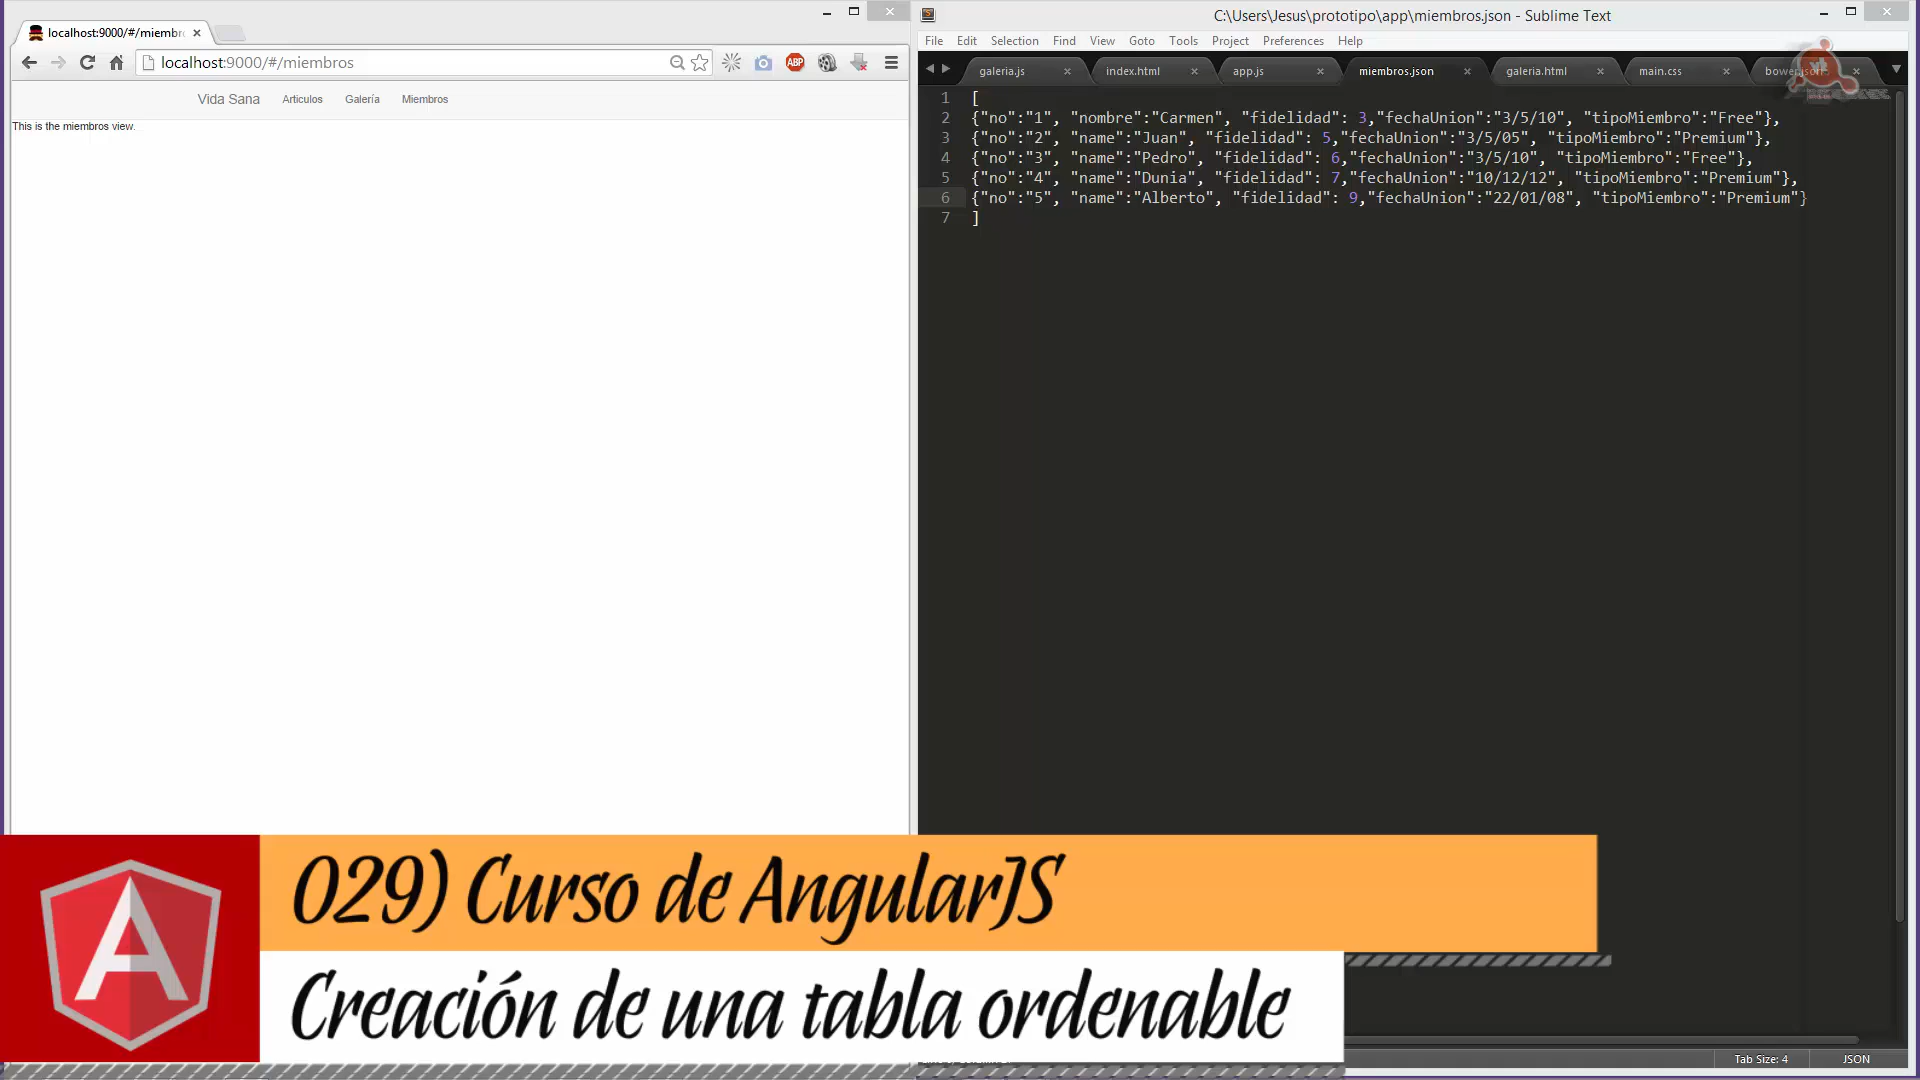 localhost:9000/#/miembr
localhost:9000/#/miembros
Vida Sana Articulos Galería Miembros
This is the miembros view.
ABP
C:\Users\Jesus\prototipo\app\miembros.json - Sublime Text
File Edit Selection Find View Goto Tools Project Preferences Help
galeria.js index.html app.js miembros.json galeria.html main.css bower.json
1 [
2 {"no":"1", "nombre":"Carmen", "fidelidad": 3,"fechaUnion":"3/5/10", "tipoMiembro":"Free"},
3 {"no":"2", "name":"Juan", "fidelidad": 5,"fechaUnion":"3/5/05", "tipoMiembro":"Premium"},
4 {"no":"3", "name":"Pedro", "fidelidad": 6,"fechaUnion":"3/5/10", "tipoMiembro":"Free"},
5 {"no":"4", "name":"Dunia", "fidelidad": 7,"fechaUnion":"10/12/12", "tipoMiembro":"Premium"},
6 {"no":"5", "name":"Alberto", "fidelidad": 9,"fechaUnion":"22/01/08", "tipoMiembro":"Premium"}
7 ]
029) Curso de AngularJS
Creación de una tabla ordenable
Tab Size: 4 JSON